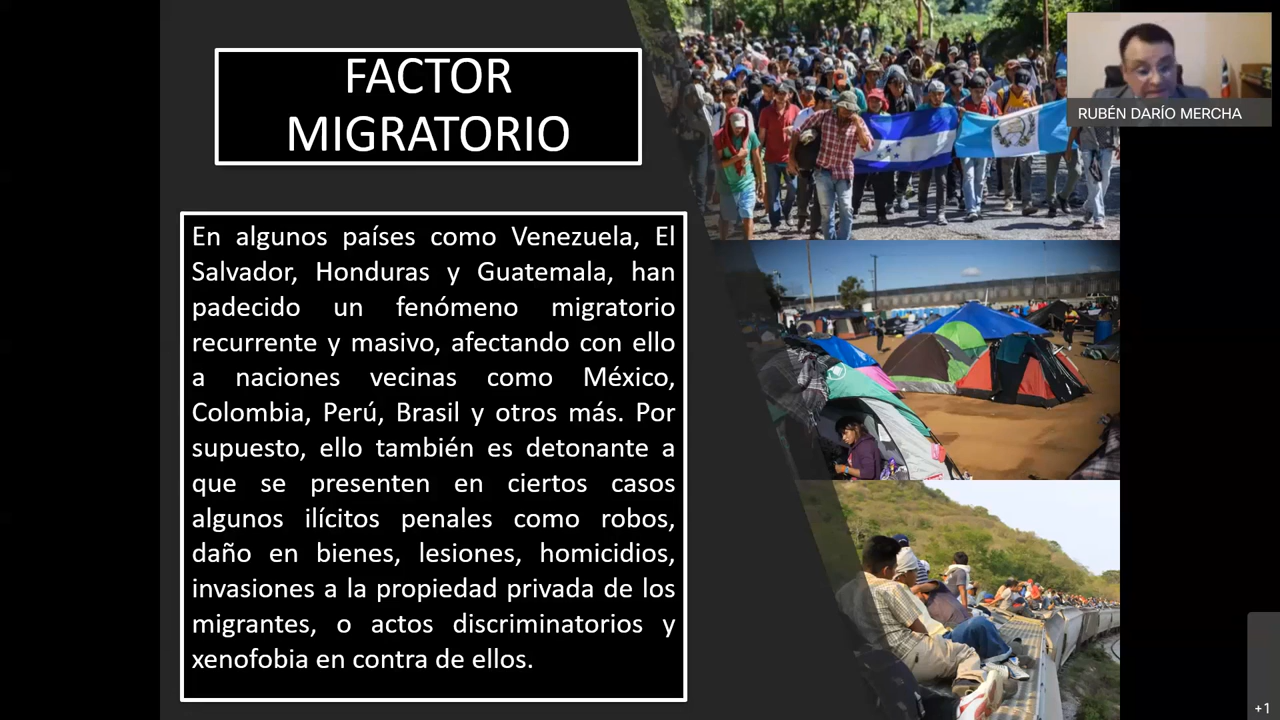 FACTOR
MIGRATORIO
RUBÉN DARÍO MERCHA
En algunos países como Venezuela, El
Salvador, Honduras y Guatemala, han
padecido un fenómeno migratorio
recurrente y masivo, afectando con ello
a naciones vecinas como México,
Colombia, Perú, Brasil y otros más. Por
supuesto, ello también es detonante a
que se presenten en ciertos casos
algunos ilícitos penales como robos,
daño en bienes, lesiones, homicidios,
invasiones a la propiedad privada de los
migrantes, o actos discriminatorios y
xenofobia en contra de ellos.
+1